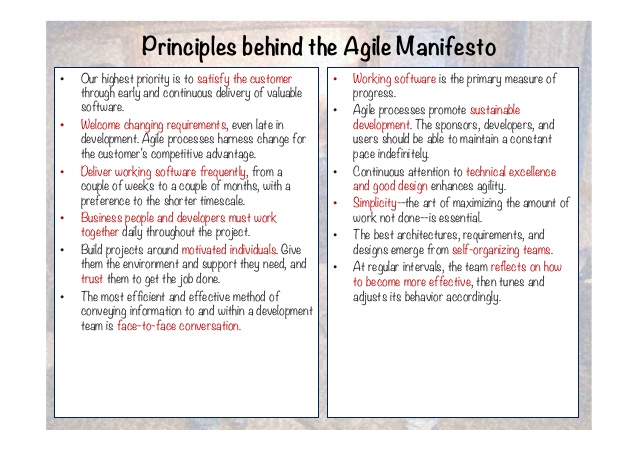 Principles behind the Agile Manifesto
• Our highest priority is to satisfy the customer
through early and continuous delivery of valuable
software.
• Welcome changing requirements, even late in
development. Agile processes harness change for
the customer's competitive advantage.
• Deliver working software frequently, from a
couple of weeks to a couple of months, with a
preference to the shorter timescale.
• Business people and developers must work
together daily throughout the project.
• Build projects around motivated individuals. Give
them the environment and support they need, and
trust them to get the job done.
• The most efficient and effective method of
conveying information to and within a development
team is face-to-face conversation.
• Working software is the primary measure of
progress.
• Agile processes promote sustainable
development. The sponsors, developers, and
users should be able to maintain a constant
pace indefinitely.
• Continuous attention to technical excellence
and good design enhances agility.
• Simplicity--the art of maximizing the amount of
work not done--is essential.
• The best architectures, requirements, and
designs emerge from self-organizing teams.
• At regular intervals, the team reflects on how
to become more effective, then tunes and
adjusts its behavior accordingly.